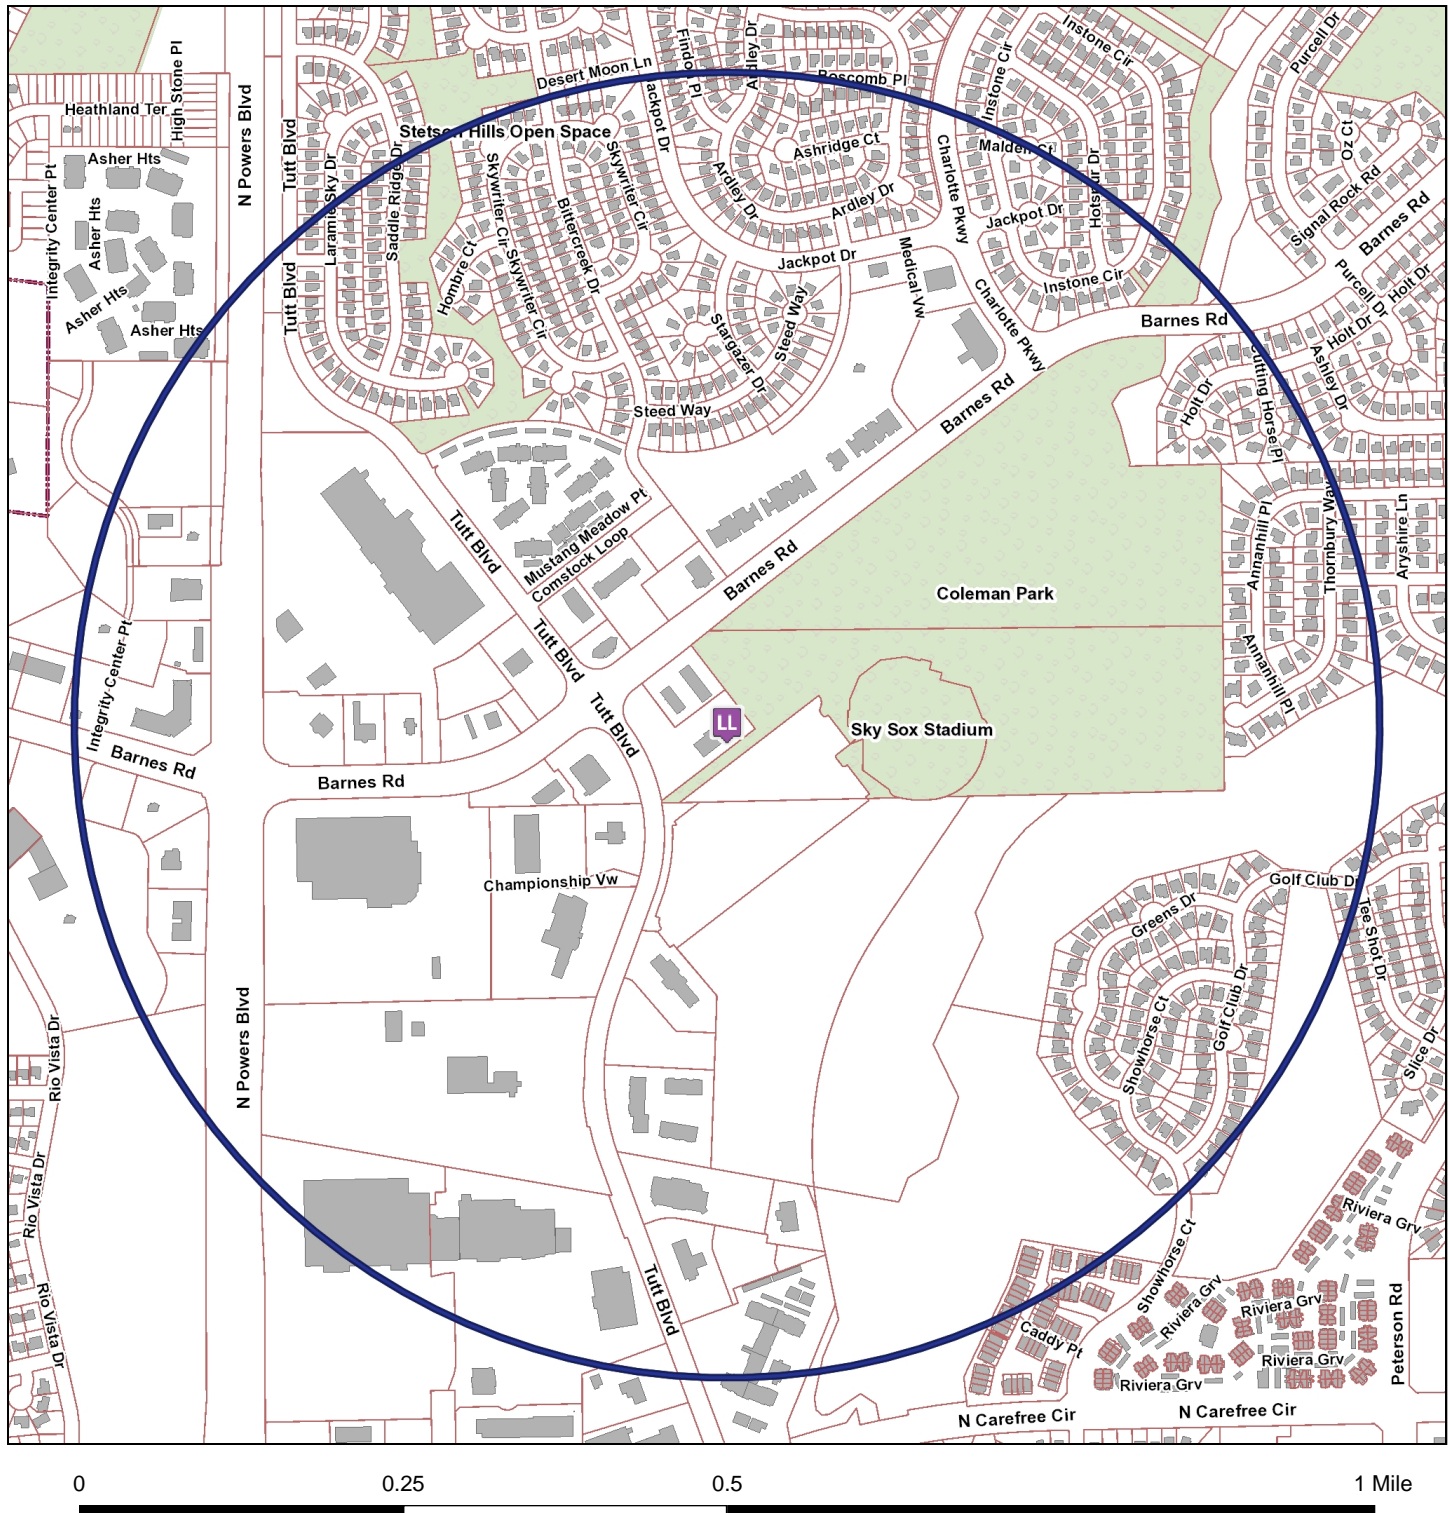 Desert Moon Ln
Findon Pl
Ardley Dr
Boscomb Pl
Instone Cir
Purcell Dr
Heathland Ter
High Stone Pl
N Powers Blvd
Tutt Blvd
Stetson Hills Open Space
Jackpot Dr
Instone Cir
Charlotte Pkwy
Malden Ct
Oz Ct
Asher Hts
Integrity Center Pt
Laramie Sky Dr
Saddle Ridge Dr
Skywriter Cir
Skywriter Cir
Bittercreek Dr
Ardley Dr
Ashridge Ct
Ardley Dr
Jackpot Dr
Hotspur Dr
Signal Rock Rd
Barnes Rd
Asher Hts
Asher Hts
Asher Hts
Tutt Blvd
Hombre Ct
Skywriter Cir
Jackpot Dr
Medical Vw
Charlotte Pkwy
Instone Cir
Purcell Dr
Holt Dr
Stargazer Dr
Steed Way
Barnes Rd
Holt Dr
Steed Way
Barnes Rd
Holt Dr
Cutting Horse Pl
Ashley Dr
Tutt Blvd
Mustang Meadow Pt
Comstock Loop
Barnes Rd
Annanhill Pl
Thornbury Way
Aryshire Ln
Coleman Park
Integrity Center Pt
Tutt Blvd
Annanhill Pl
Tutt Blvd
LL
Sky Sox Stadium
Barnes Rd
Barnes Rd
Championship Vw
Golf Club Dr
Greens Dr
Tee Shot Dr
Rio Vista Dr
N Powers Blvd
Showhorse Ct
Golf Club Dr
Slice Dr
Rio Vista Dr
Riviera Grv
Rio Vista Dr
Tutt Blvd
Showhorse Ct
Riviera Grv
Riviera Grv
Peterson Rd
Caddy Pt
Riviera Grv
Riviera Grv
N Carefree Cir
N Carefree Cir
0 0.25 0.5 1 Mile